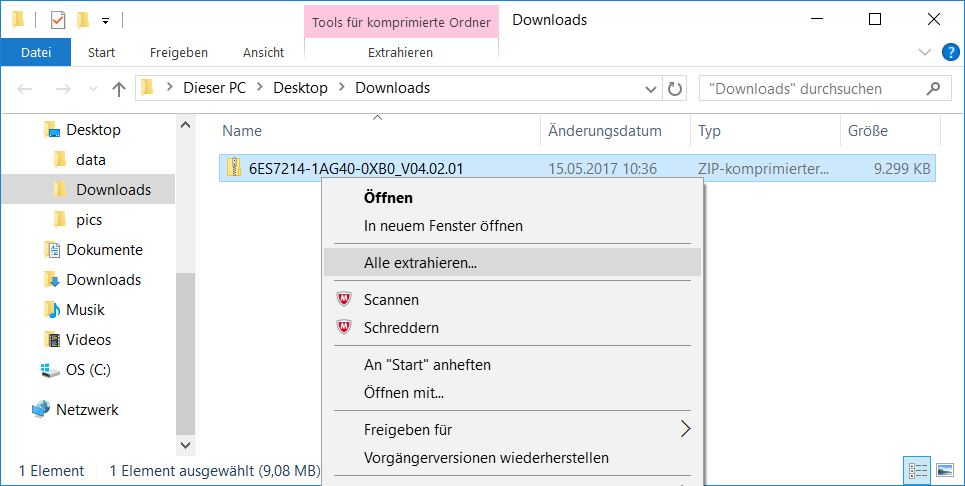 Tools für komprimierte Ordner
Downloads
Datei
Start
Freigeben
Ansicht
Extrahieren
?
Dieser PC
Desktop
Downloads
"Downloads" durchsuchen
Desktop
data
Downloads
pics
Dokumente
Downloads
Musik
Videos
OS (C:)
Netzwerk
Name
Änderungsdatum
Typ
Größe
6ES7214-1AG40-0XB0_V04.02.01
15.05.2017 10:36
ZIP-komprimierter...
9.299 KB
Öffnen
In neuem Fenster öffnen
Alle extrahieren...
Scannen
Schreddern
An "Start" anheften
Öffnen mit...
Freigeben für
Vorgängerversionen wiederherstellen
1 Element
1 Element ausgewählt (9,08 MB)